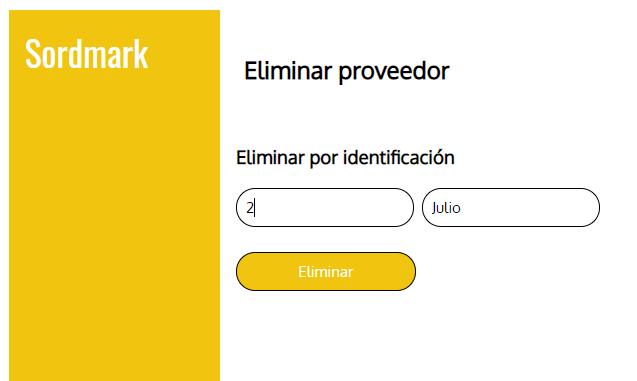 Sordmark
Eliminar proveedor
Eliminar por identificación
2 Julio
Eliminar